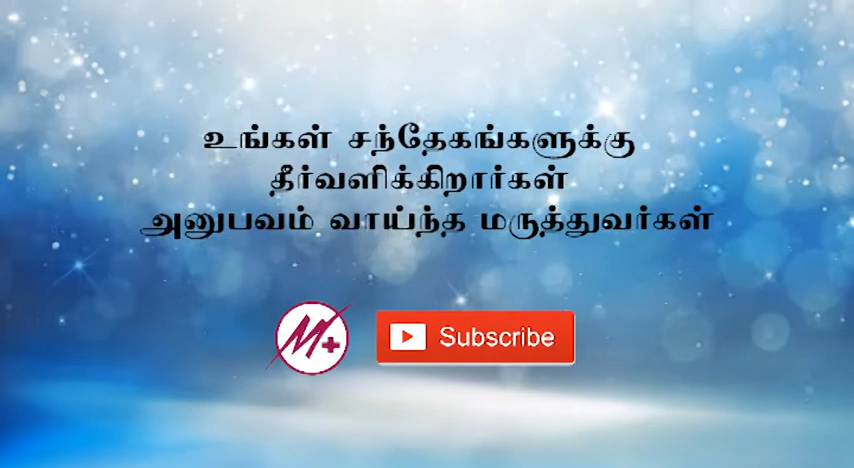 உங்கள் சந்தேகங்களுக்கு
தீர்வளிக்கிறார்கள்
அனுபவம் வாய்ந்த மருத்துவர்கள்
M+ Subscribe